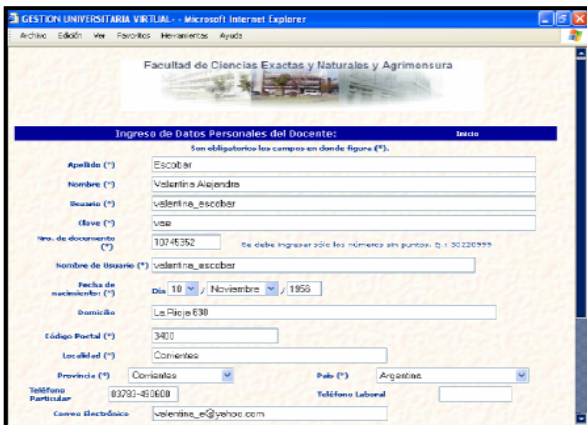 GESTION UNIVERSITARIA VIRTUAL- - Microsoft Internet Explorer
Archivo Edición Ver Favoritos Herramientas Ayuda
Facultad de Ciencias Exactas y Naturales y Agrimensura
Ingreso de Datos Personales del Docente: Inicio
Son obligatorios los campos en donde figura (*).
Apellido (*) Escobar
Nombre (*) Valentina Alejandra
Usuario (*) valentina_escobar
Clave (*) vae
Nro. de documento (*) 10745352 Se debe ingresar sólo los números sin puntos. Ej.: 30220999
Nombre de Usuario (*) valentina_escobar
Fecha de nacimiento: (*) Dia 10 / Noviembre / 1956
Domicilio La Rioja 630
Código Postal (*) 3400
Localidad (*) Corrientes
Provincia (*) Corrientes País (*) Argentina
Teléfono Particular 03783-490600 Teléfono Laboral
Correo Electrónico valentina_e@yahoo.com